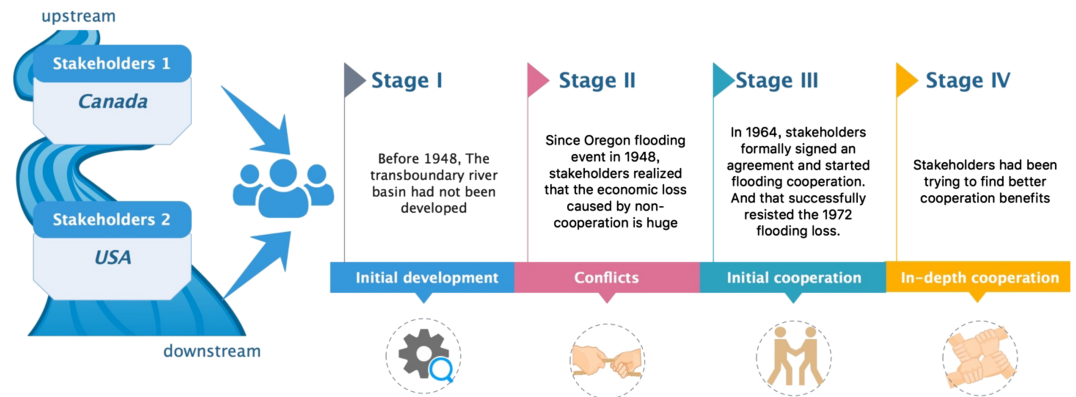 upstream
Stakeholders 1
Canada
Stakeholders 2
USA
downstream
Stage I
Before 1948, The
transboundary river
basin had not been
developed
Initial development
Stage II
Since Oregon flooding
event in 1948,
stakeholders realized
that the economic loss
caused by non-
cooperation is huge
Conflicts
Stage III
In 1964, stakeholders
formally signed an
agreement and started
flooding cooperation.
And that successfully
resisted the 1972
flooding loss.
Initial cooperation
Stage IV
Stakeholders had been
trying to find better
cooperation benefits
In-depth cooperation